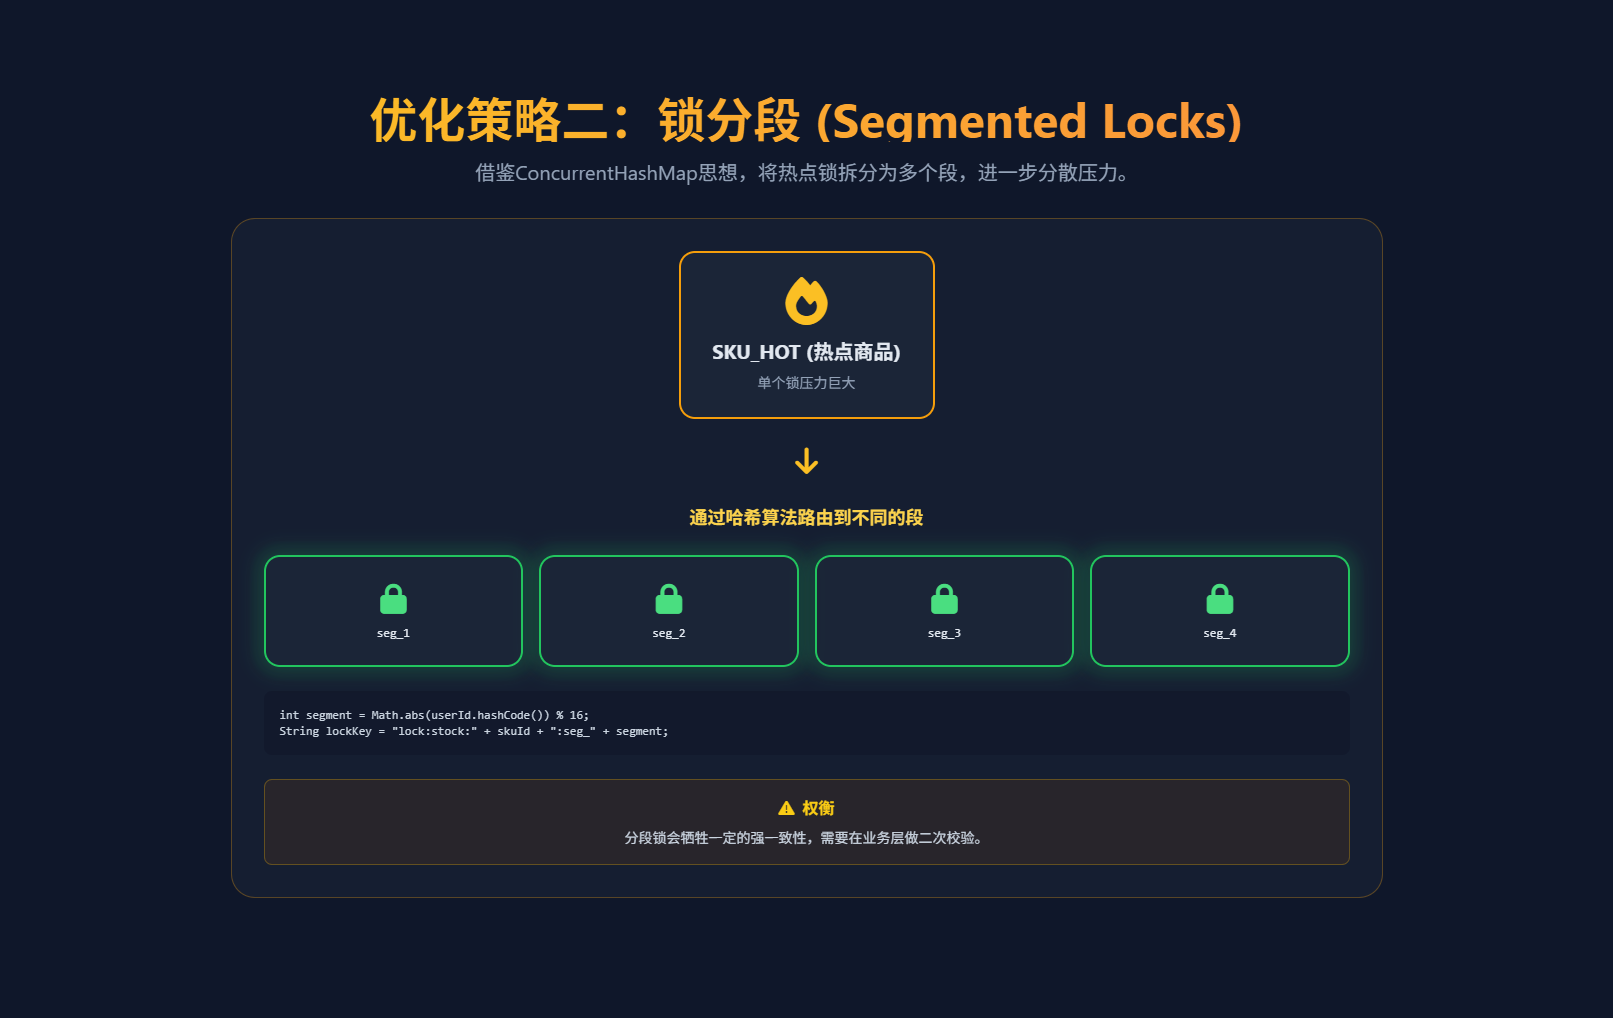 优化策略二：锁分段 (Segmented Locks)
借鉴ConcurrentHashMap思想，将热点锁拆分为多个段，进一步分散压力。
SKU_HOT (热点商品)
单个锁压力巨大
通过哈希算法路由到不同的段
seg_1
seg_2
seg_3
seg_4
int segment = Math.abs(userId.hashCode()) % 16;
String lockKey = "lock:stock:" + skuId + ":seg_" + segment;
权衡
分段锁会牺牲一定的强一致性，需要在业务层做二次校验。